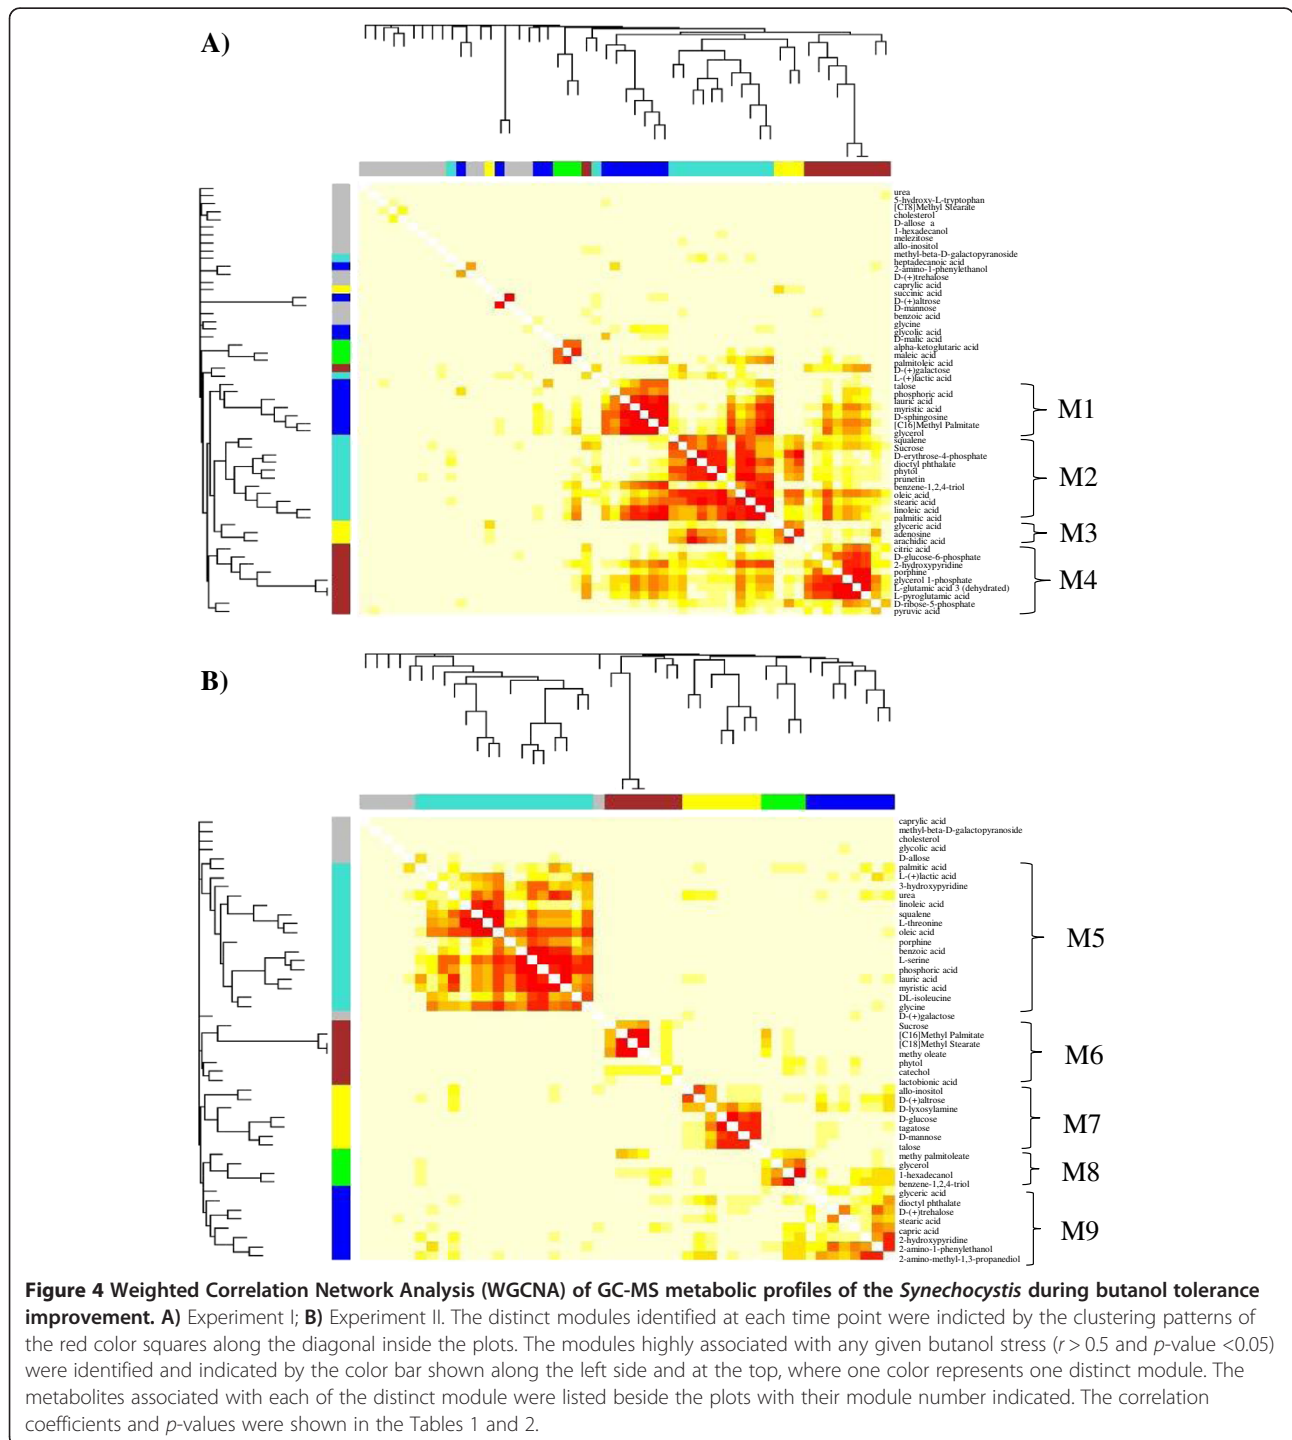 A)
urea
5-hydroxy-L-tryptophan
[C18]Methyl Stearate
cholesterol
D-allose a
1-hexadecanol
melezitose
allo-inositol
methyl-beta-D-galactopyranoside
heptadecanoic acid
2-amino-1-phenylethanol
D-(+)trehalose
caprylic acid
succinic acid
D-(+)altrose
D-mannose
benzoic acid
glycine
glycolic acid
D-malic acid
alpha-ketoglutaric acid
maleic acid
palmitoleic acid
D-(+)galactose
L-(+)lactic acid
talose
phosphoric acid
lauric acid
myristic acid
D-sphingosine
[C16]Methyl Palmitate
glycerol
M1
squalene
Sucrose
D-erythrose-4-phosphate
dioctyl phthalate
phytol
prunetin
benzene-1,2,4-triol
oleic acid
stearic acid
linoleic acid
palmitic acid
M2
glyceric acid
adenosine
arachidic acid
M3
citric acid
D-glucose-6-phosphate
2-hydroxypyridine
porphine
glycerol 1-phosphate
L-glutamic acid 3 (dehydrated)
L-pyroglutamic acid
D-ribose-5-phosphate
pyruvic acid
M4
B)
caprylic acid
methyl-beta-D-galactopyranoside
cholesterol
glycolic acid
D-allose
palmitic acid
L-(+)lactic acid
3-hydroxypyridine
urea
linoleic acid
squalene
L-threonine
oleic acid
porphine
benzoic acid
L-serine
phosphoric acid
lauric acid
myristic acid
DL-isoleucine
glycine
M5
D-(+)galactose
Sucrose
[C16]Methyl Palmitate
[C18]Methyl Stearate
methy oleate
phytol
catechol
lactobionic acid
M6
allo-inositol
D-(+)altrose
D-lyxosylamine
D-glucose
tagatose
D-mannose
talose
M7
methy palmitoleate
glycerol
1-hexadecanol
benzene-1,2,4-triol
M8
glyceric acid
dioctyl phthalate
D-(+)trehalose
stearic acid
capric acid
2-hydroxypyridine
2-amino-1-phenylethanol
2-amino-methyl-1,3-propanediol
M9
Figure 4 Weighted Correlation Network Analysis (WGCNA) of GC-MS metabolic profiles of the Synechocystis during butanol tolerance
improvement. A) Experiment I; B) Experiment II. The distinct modules identified at each time point were indicted by the clustering patterns of
the red color squares along the diagonal inside the plots. The modules highly associated with any given butanol stress (r > 0.5 and p-value <0.05)
were identified and indicated by the color bar shown along the left side and at the top, where one color represents one distinct module. The
metabolites associated with each of the distinct module were listed beside the plots with their module number indicated. The correlation
coefficients and p-values were shown in the Tables 1 and 2.